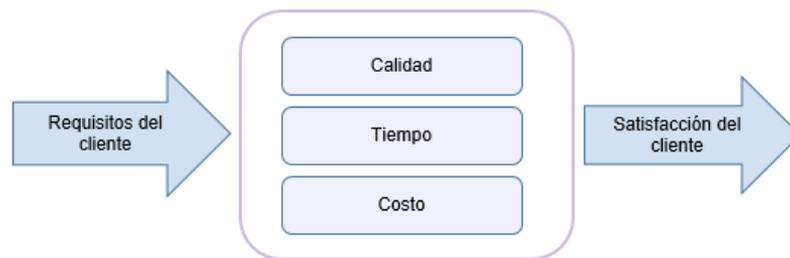 Requisitos del
cliente
Calidad
Tiempo
Costo
Satisfacción del
cliente